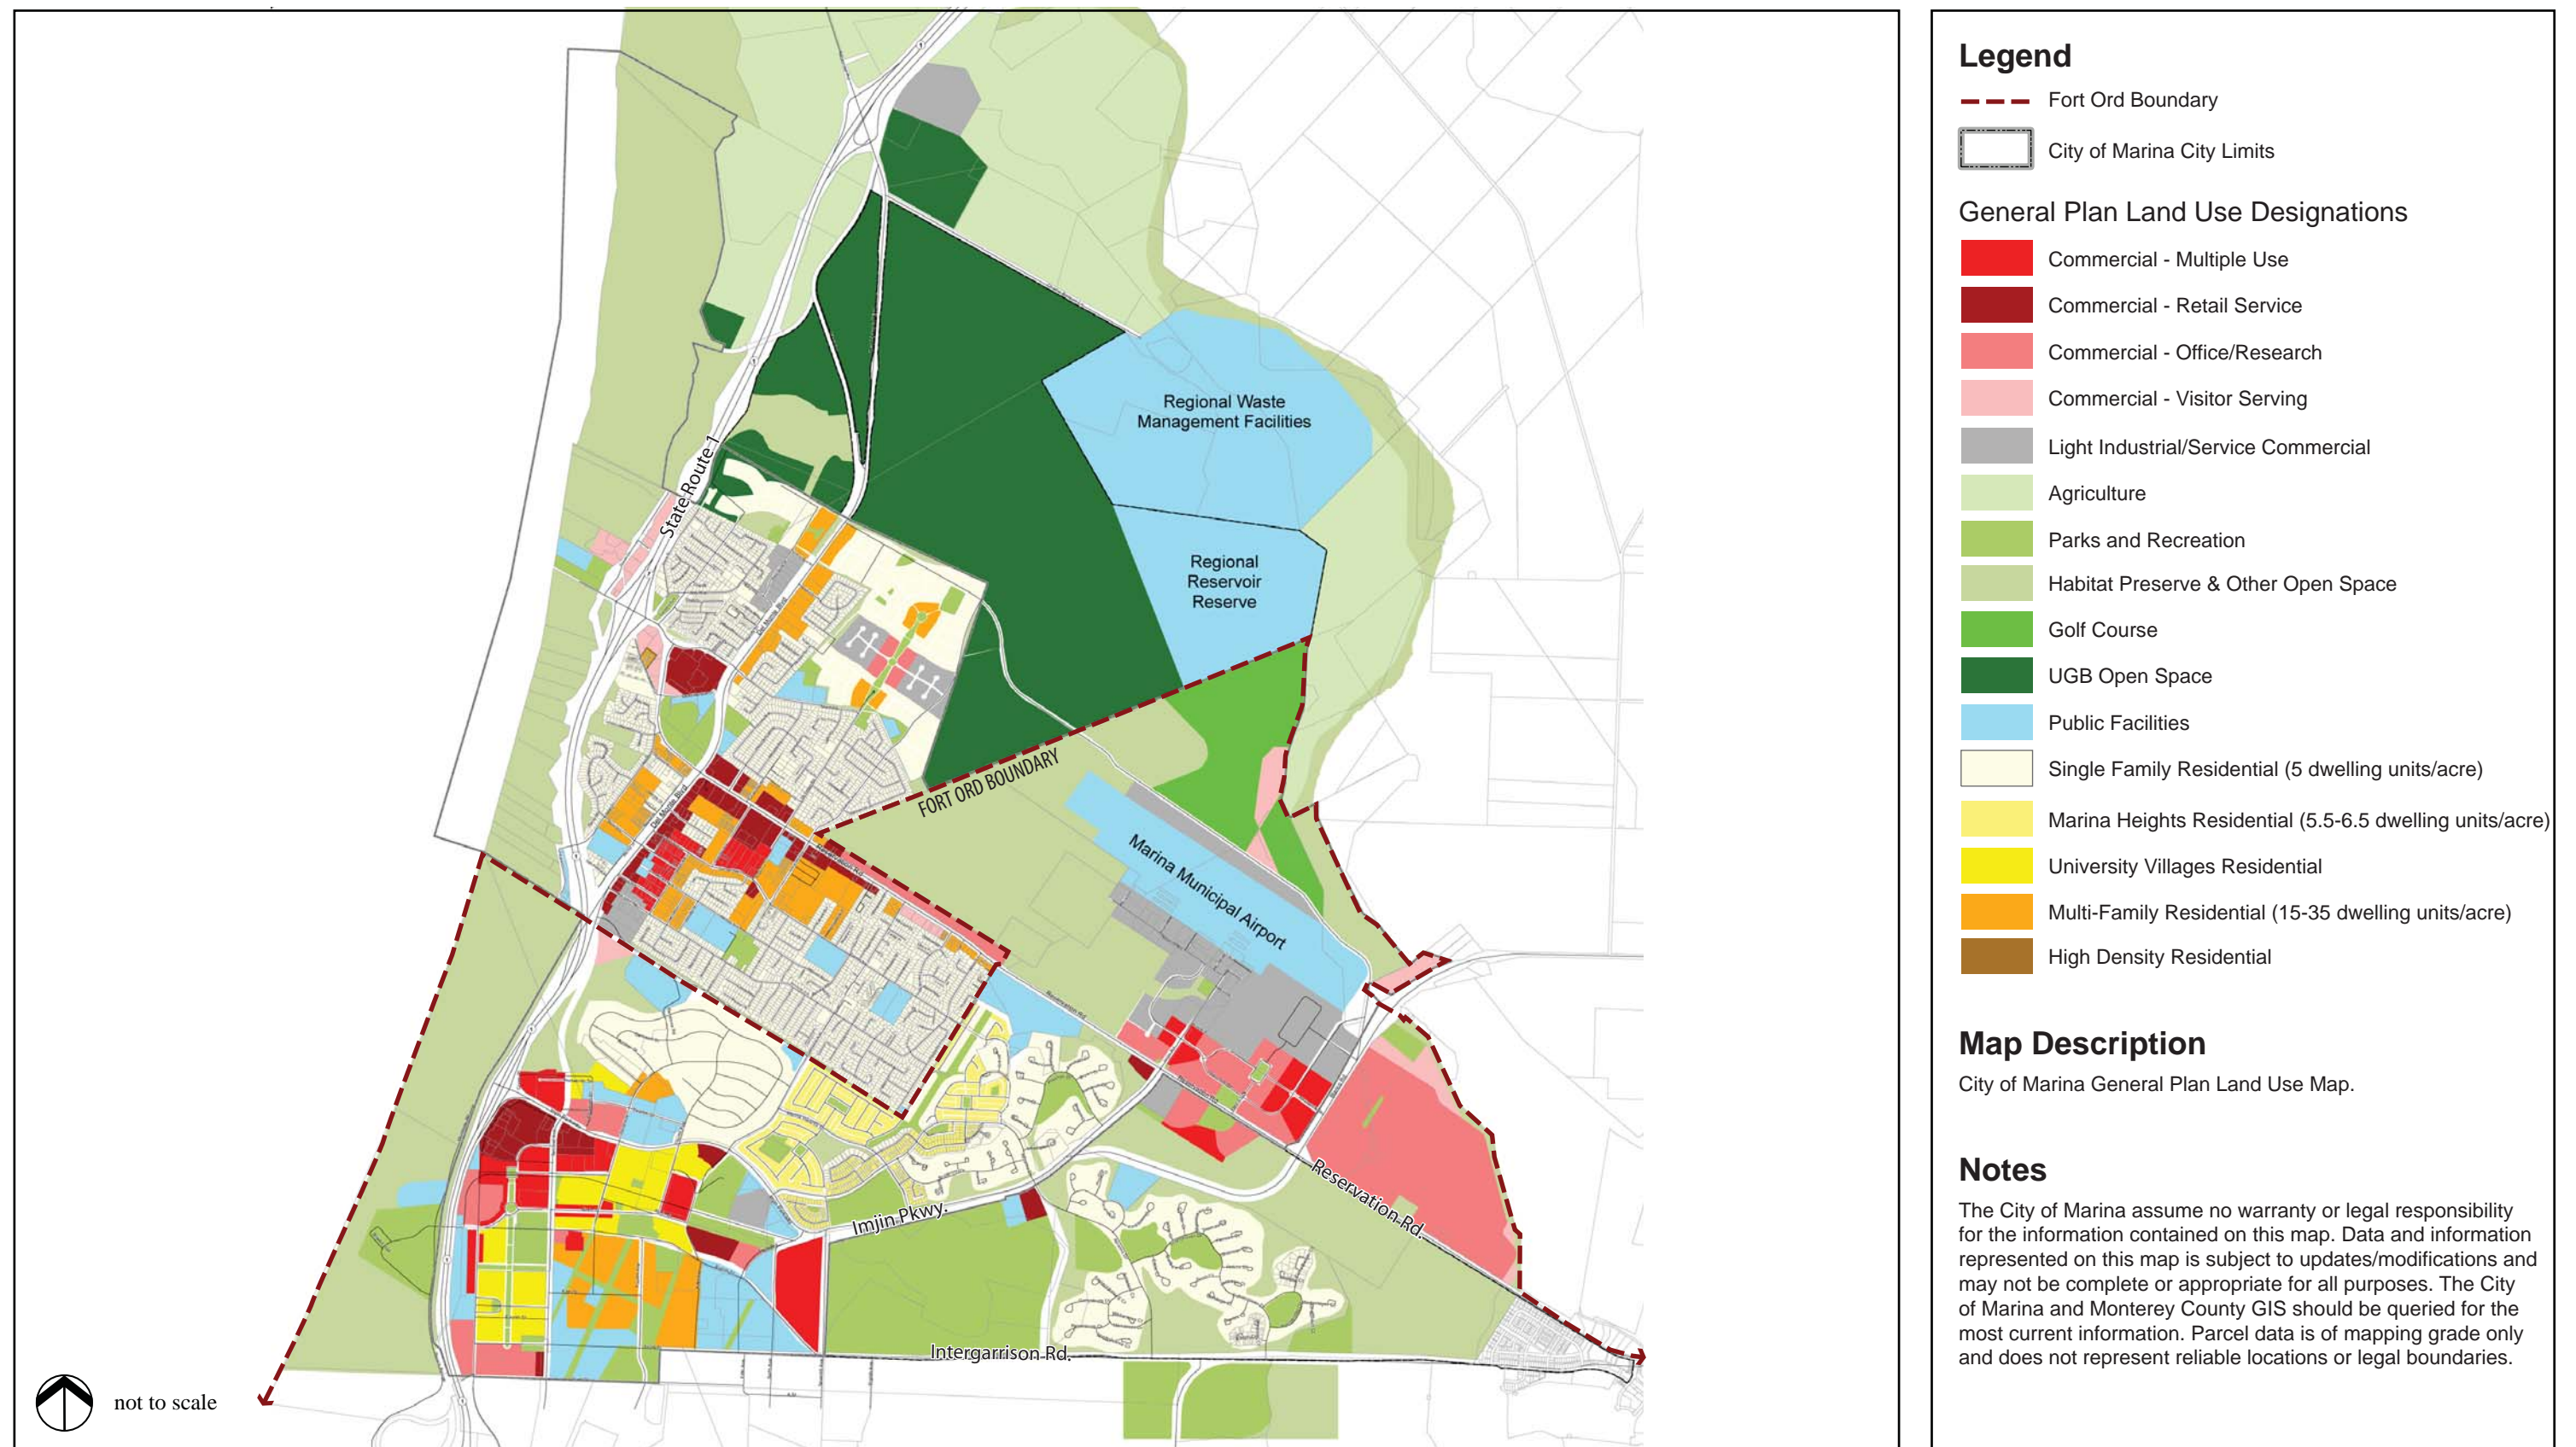 State Route 1
Regional Waste
Management Facilities
Regional
Reservoir
Reserve
Del Monte Blvd
FORT ORD BOUNDARY
Del Monte Blvd
Marina Municipal Airport
Reservation Rd
Reservation Rd.
Imjin Pkwy.
Intergarrison Rd.
not to scale
Legend
Fort Ord Boundary
City of Marina City Limits
General Plan Land Use Designations
Commercial - Multiple Use
Commercial - Retail Service
Commercial - Office/Research
Commercial - Visitor Serving
Light Industrial/Service Commercial
Agriculture
Parks and Recreation
Habitat Preserve & Other Open Space
Golf Course
UGB Open Space
Public Facilities
Single Family Residential (5 dwelling units/acre)
Marina Heights Residential (5.5-6.5 dwelling units/acre)
University Villages Residential
Multi-Family Residential (15-35 dwelling units/acre)
High Density Residential
Map Description
City of Marina General Plan Land Use Map.
Notes
The City of Marina assume no warranty or legal responsibility
for the information contained on this map. Data and information
represented on this map is subject to updates/modifications and
may not be complete or appropriate for all purposes. The City
of Marina and Monterey County GIS should be queried for the
most current information. Parcel data is of mapping grade only
and does not represent reliable locations or legal boundaries.